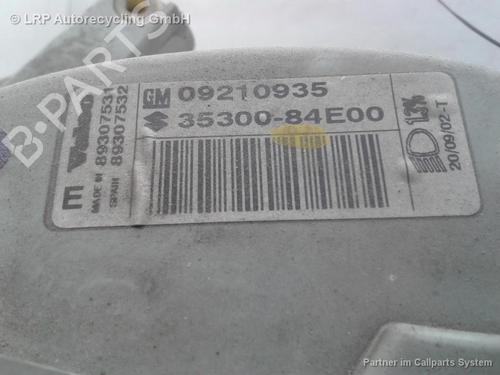 © LRP Autorecycling GmbH
GM 09210935
35300-84E00
E
Valeo
MADE IN SPAIN
89307531
89307532
1.3%
20/09/02-T
Partner im Callparts System